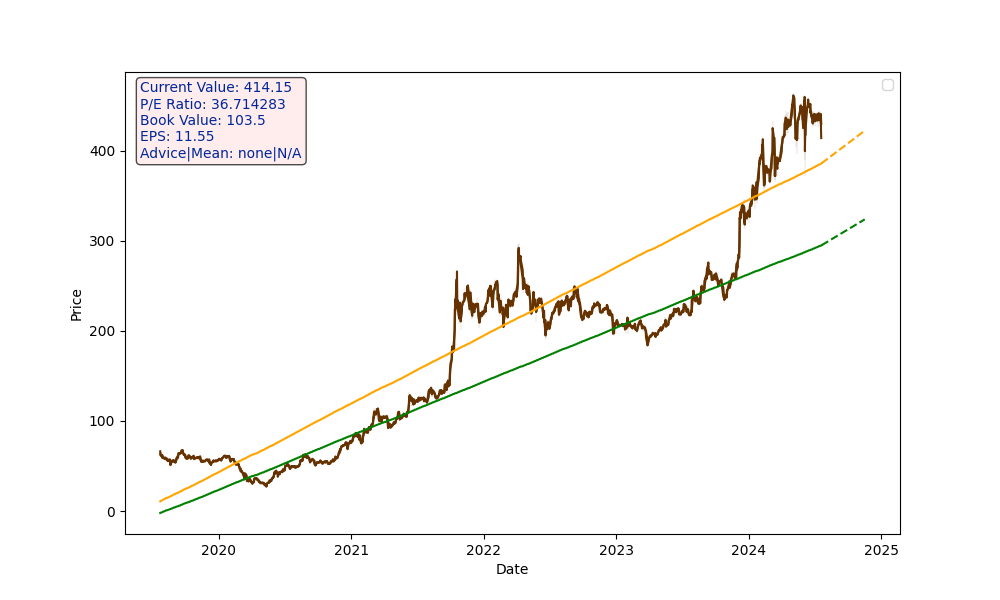 Current Value: 414.15
P/E Ratio: 36.714283
Book Value: 103.5
EPS: 11.55
Advice|Mean: none|N/A
400
300
200
100
0
Price
2020 2021 2022 2023 2024 2025
Date